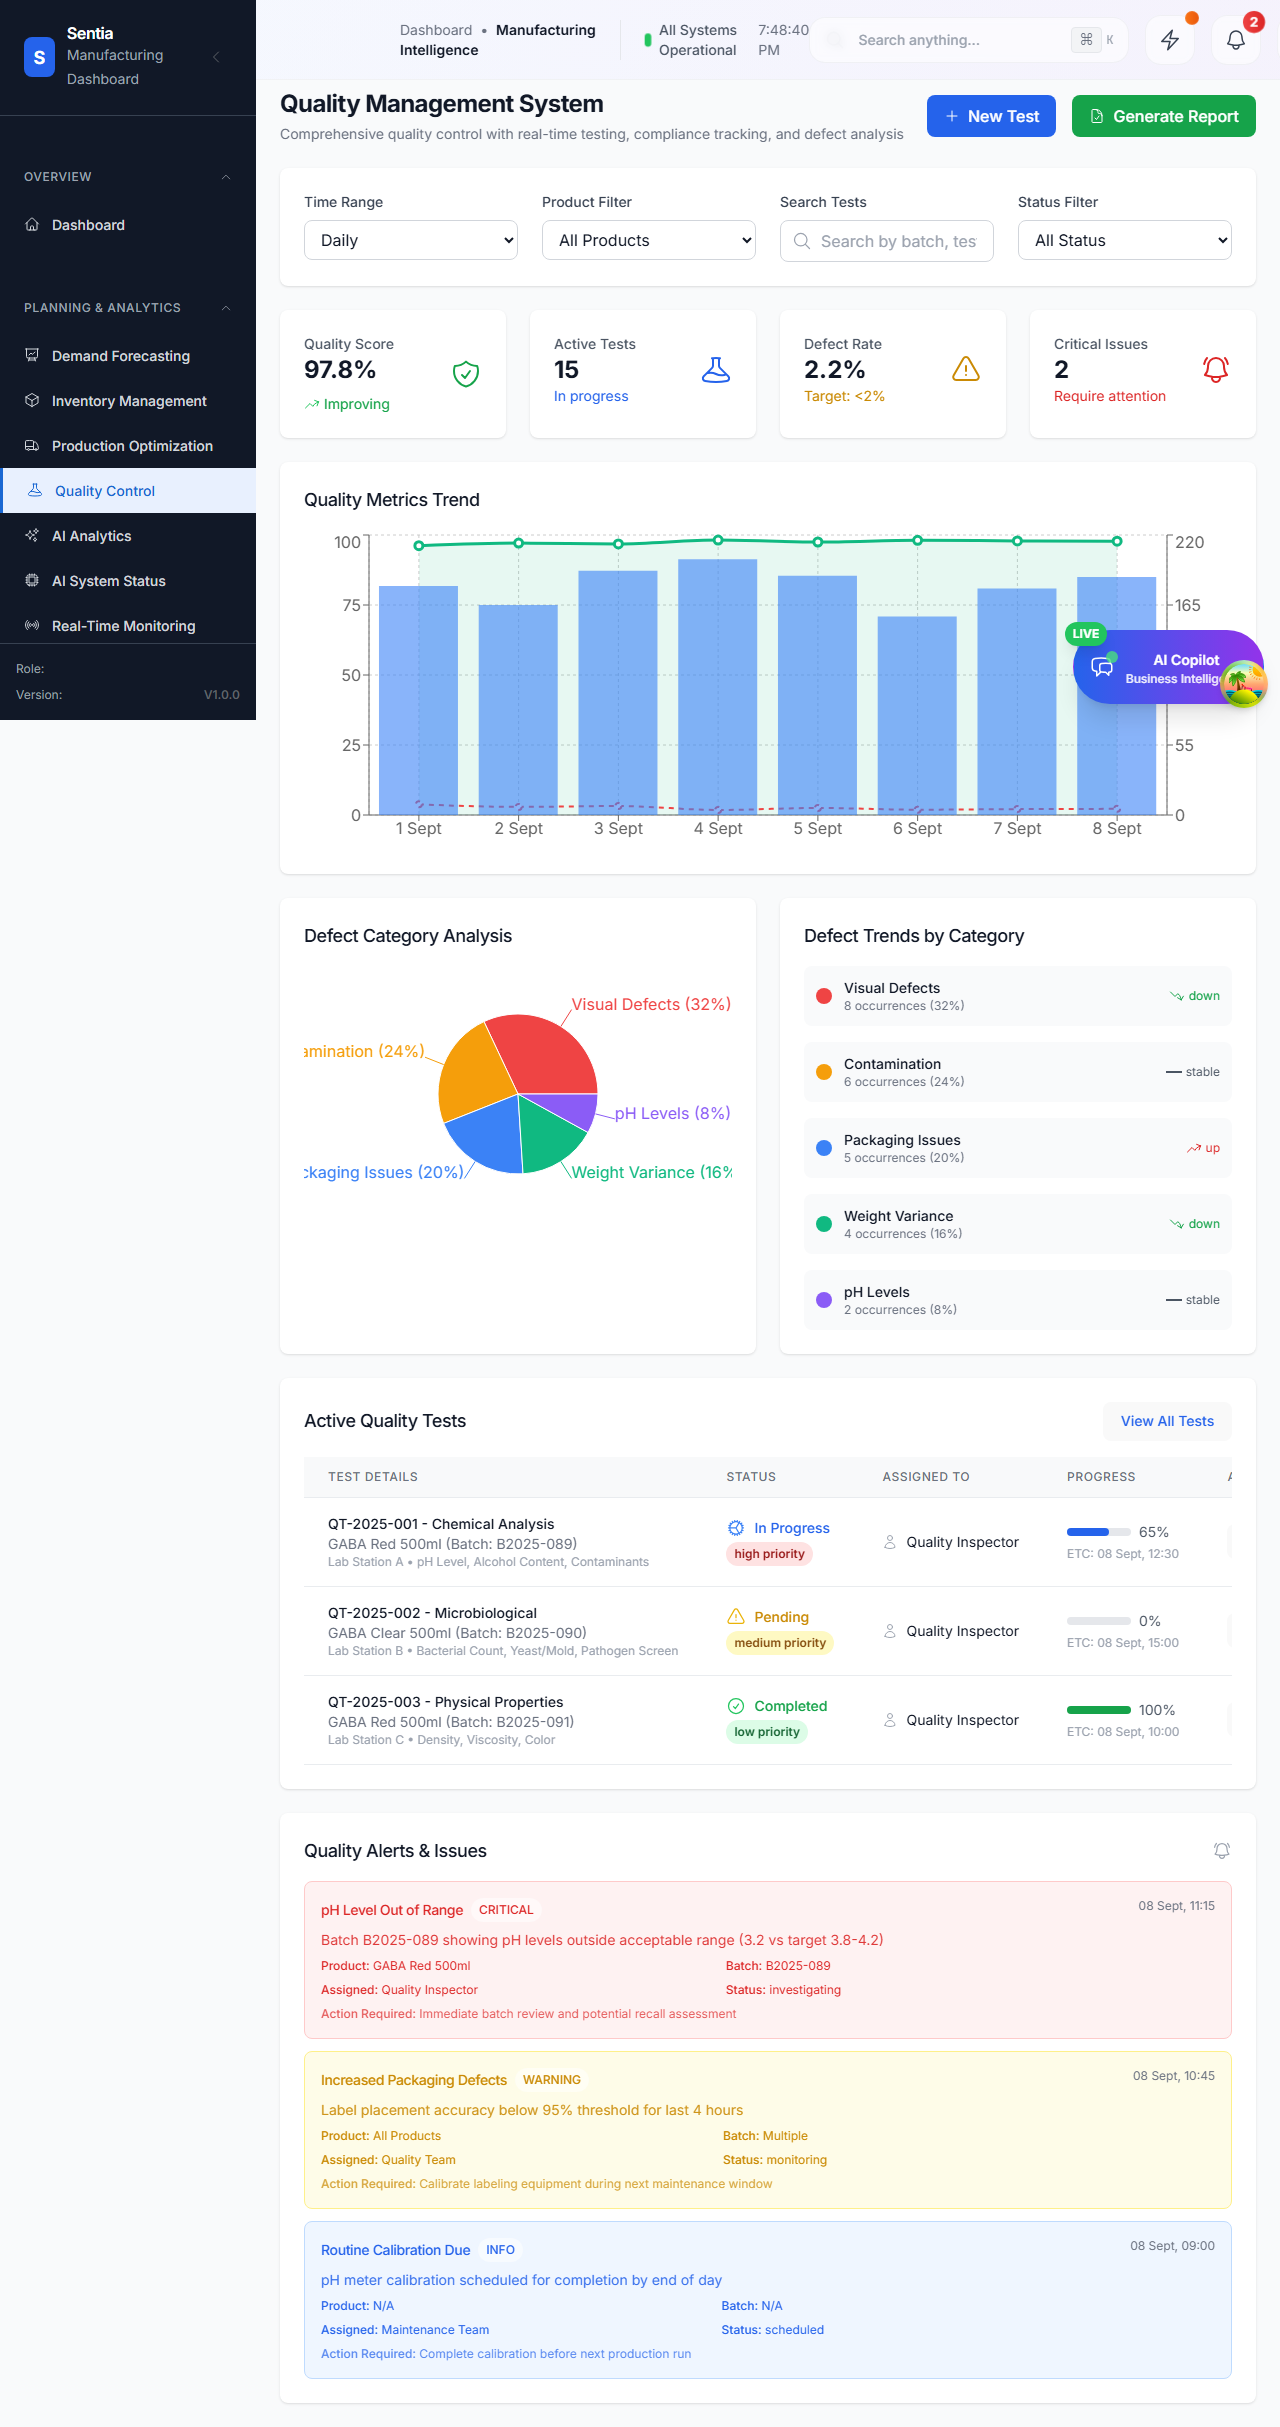 S
Sentia
Manufacturing
Dashboard
Dashboard • Manufacturing
Intelligence
All Systems
Operational
7:48:40
PM
Search anything...
⌘ K
2
OVERVIEW
Dashboard
PLANNING & ANALYTICS
Demand Forecasting
Inventory Management
Production Optimization
Quality Control
AI Analytics
AI System Status
Real-Time Monitoring
Role:
Version: V1.0.0
Quality Management System
Comprehensive quality control with real-time testing, compliance tracking, and defect analysis
New Test
Generate Report
Time Range
Daily
Product Filter
All Products
Search Tests
Search by batch, tes
Status Filter
All Status
Quality Score
97.8%
Improving
Active Tests
15
In progress
Defect Rate
2.2%
Target: <2%
Critical Issues
2
Require attention
Quality Metrics Trend
100
75
50
25
0
220
165
55
0
1 Sept
2 Sept
3 Sept
4 Sept
5 Sept
6 Sept
7 Sept
8 Sept
LIVE
AI Copilot
Business Intellige
Defect Category Analysis
Visual Defects (32%)
amination (24%)
pH Levels (8%)
ckaging Issues (20%)
Weight Variance (16%
Defect Trends by Category
Visual Defects
8 occurrences (32%)
down
Contamination
6 occurrences (24%)
stable
Packaging Issues
5 occurrences (20%)
up
Weight Variance
4 occurrences (16%)
down
pH Levels
2 occurrences (8%)
stable
Active Quality Tests
View All Tests
TEST DETAILS STATUS ASSIGNED TO PROGRESS
QT-2025-001 - Chemical Analysis
GABA Red 500ml (Batch: B2025-089)
Lab Station A • pH Level, Alcohol Content, Contaminants
In Progress
high priority
Quality Inspector
65%
ETC: 08 Sept, 12:30
QT-2025-002 - Microbiological
GABA Clear 500ml (Batch: B2025-090)
Lab Station B • Bacterial Count, Yeast/Mold, Pathogen Screen
Pending
medium priority
Quality Inspector
0%
ETC: 08 Sept, 15:00
QT-2025-003 - Physical Properties
GABA Red 500ml (Batch: B2025-091)
Lab Station C • Density, Viscosity, Color
Completed
low priority
Quality Inspector
100%
ETC: 08 Sept, 10:00
Quality Alerts & Issues
pH Level Out of Range CRITICAL
08 Sept, 11:15
Batch B2025-089 showing pH levels outside acceptable range (3.2 vs target 3.8-4.2)
Product: GABA Red 500ml
Batch: B2025-089
Assigned: Quality Inspector
Status: investigating
Action Required: Immediate batch review and potential recall assessment
Increased Packaging Defects WARNING
08 Sept, 10:45
Label placement accuracy below 95% threshold for last 4 hours
Product: All Products
Batch: Multiple
Assigned: Quality Team
Status: monitoring
Action Required: Calibrate labeling equipment during next maintenance window
Routine Calibration Due INFO
08 Sept, 09:00
pH meter calibration scheduled for completion by end of day
Product: N/A
Batch: N/A
Assigned: Maintenance Team
Status: scheduled
Action Required: Complete calibration before next production run